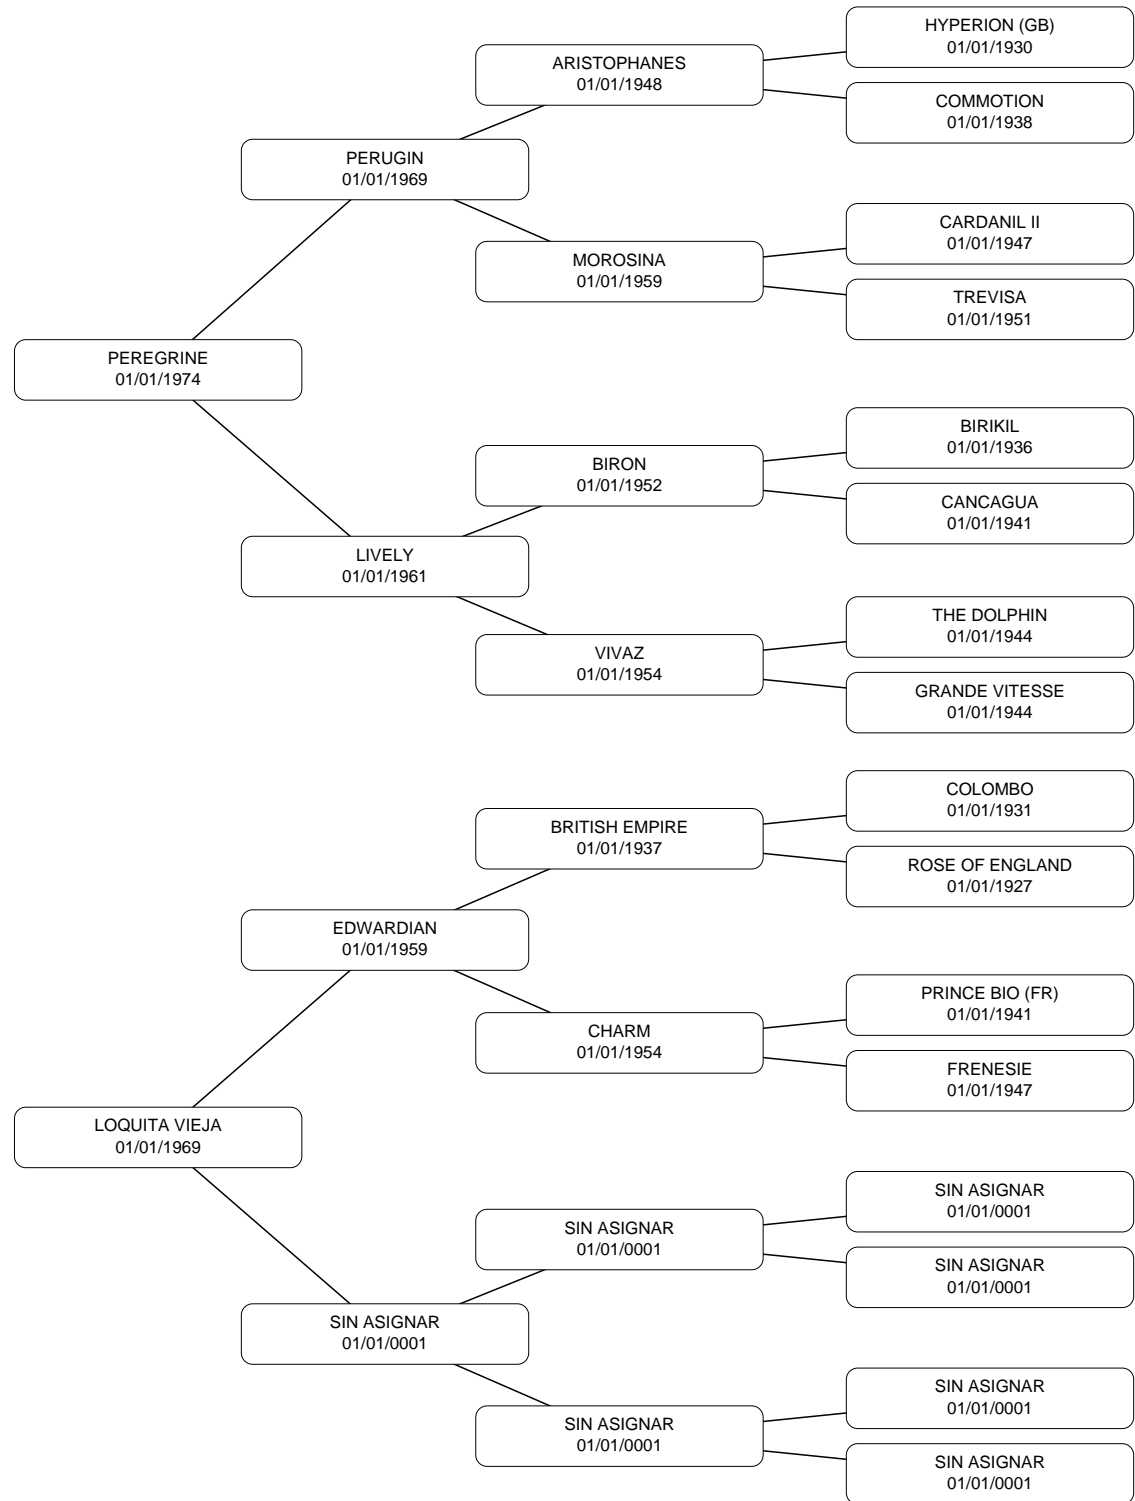 HYPERION (GB)
01/01/1930
ARISTOPHANES
01/01/1948
COMMOTION
01/01/1938
PERUGIN
01/01/1969
CARDANIL II
01/01/1947
MOROSINA
01/01/1959
TREVISA
01/01/1951
PEREGRINE
01/01/1974
BIRIKIL
01/01/1936
BIRON
01/01/1952
CANCAGUA
01/01/1941
LIVELY
01/01/1961
THE DOLPHIN
01/01/1944
VIVAZ
01/01/1954
GRANDE VITESSE
01/01/1944
COLOMBO
01/01/1931
BRITISH EMPIRE
01/01/1937
ROSE OF ENGLAND
01/01/1927
EDWARDIAN
01/01/1959
PRINCE BIO (FR)
01/01/1941
CHARM
01/01/1954
FRENESIE
01/01/1947
LOQUITA VIEJA
01/01/1969
SIN ASIGNAR
01/01/0001
SIN ASIGNAR
01/01/0001
SIN ASIGNAR
01/01/0001
SIN ASIGNAR
01/01/0001
SIN ASIGNAR
01/01/0001
SIN ASIGNAR
01/01/0001
SIN ASIGNAR
01/01/0001